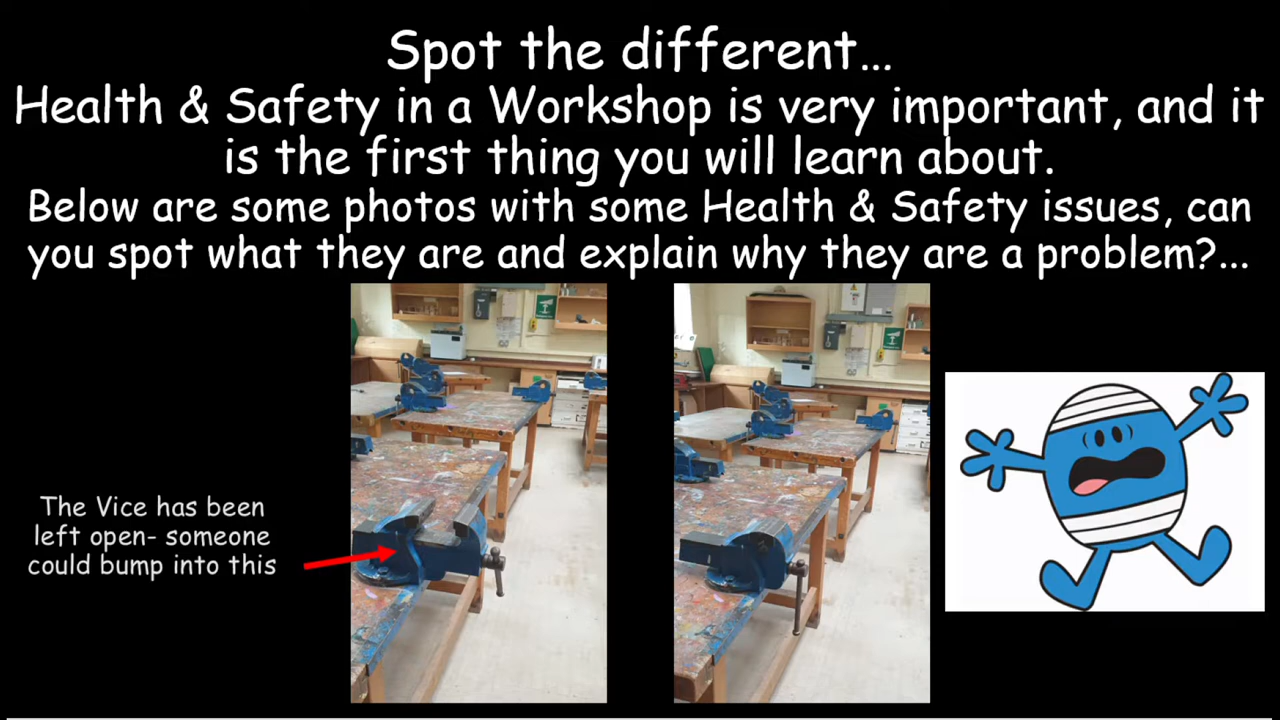 Spot the different...
Health & Safety in a Workshop is very important, and it
is the first thing you will learn about.
Below are some photos with some Health & Safety issues, can
you spot what they are and explain why they are a problem?...
The Vice has been
left open- someone
could bump into this